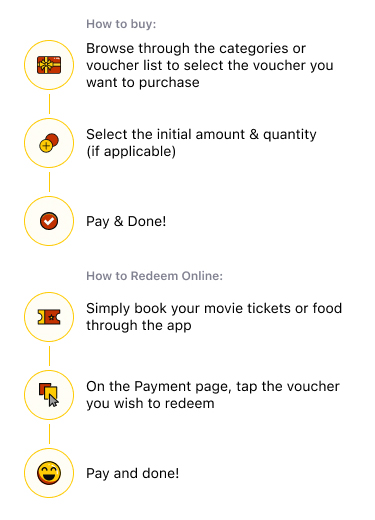 How to buy:
Browse through the categories or
voucher list to select the voucher you
want to purchase
Select the initial amount & quantity
(if applicable)
Pay & Done!
How to Redeem Online:
Simply book your movie tickets or food
through the app
On the Payment page, tap the voucher
you wish to redeem
Pay and done!